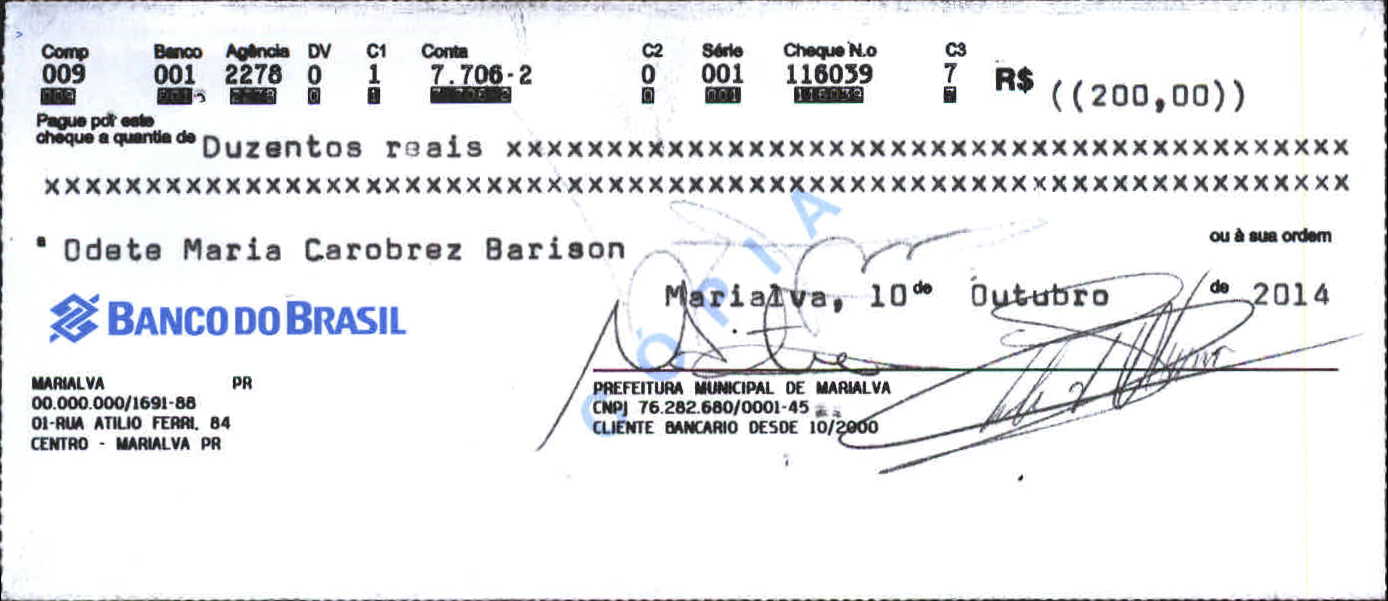 Comp Banco Agência DV C1 Conta C2 Série Cheque N.o C3
009 001 2278 0 1 7.706-2 0 001 116039 7 R$ ((200,00))
Pague por este
cheque a quantia de Duzentos reais xxxxxxxxxxxxxxxxxxxxxxxxxxxxxxxxxxxxxxxxxx
xxxxxxxxxxxxxxxxxxxxxxxxxxxxxxxxxxxxxxxxxxxxxxxxxxxxxxxxxxxxxxxxx
a Odete Maria Carobrez Barison ou à sua ordem
CÓPIA
Marialva, 10 de Outubro de 2014
BANCO DO BRASIL
MARIALVA PR
00.000.000/1691-88
01-RUA ATILIO FERRI, 84
CENTRO - MARIALVA PR
PREFEITURA MUNICIPAL DE MARIALVA
CNPJ 76.282.680/0001-45
CLIENTE BANCARIO DESDE 10/2000